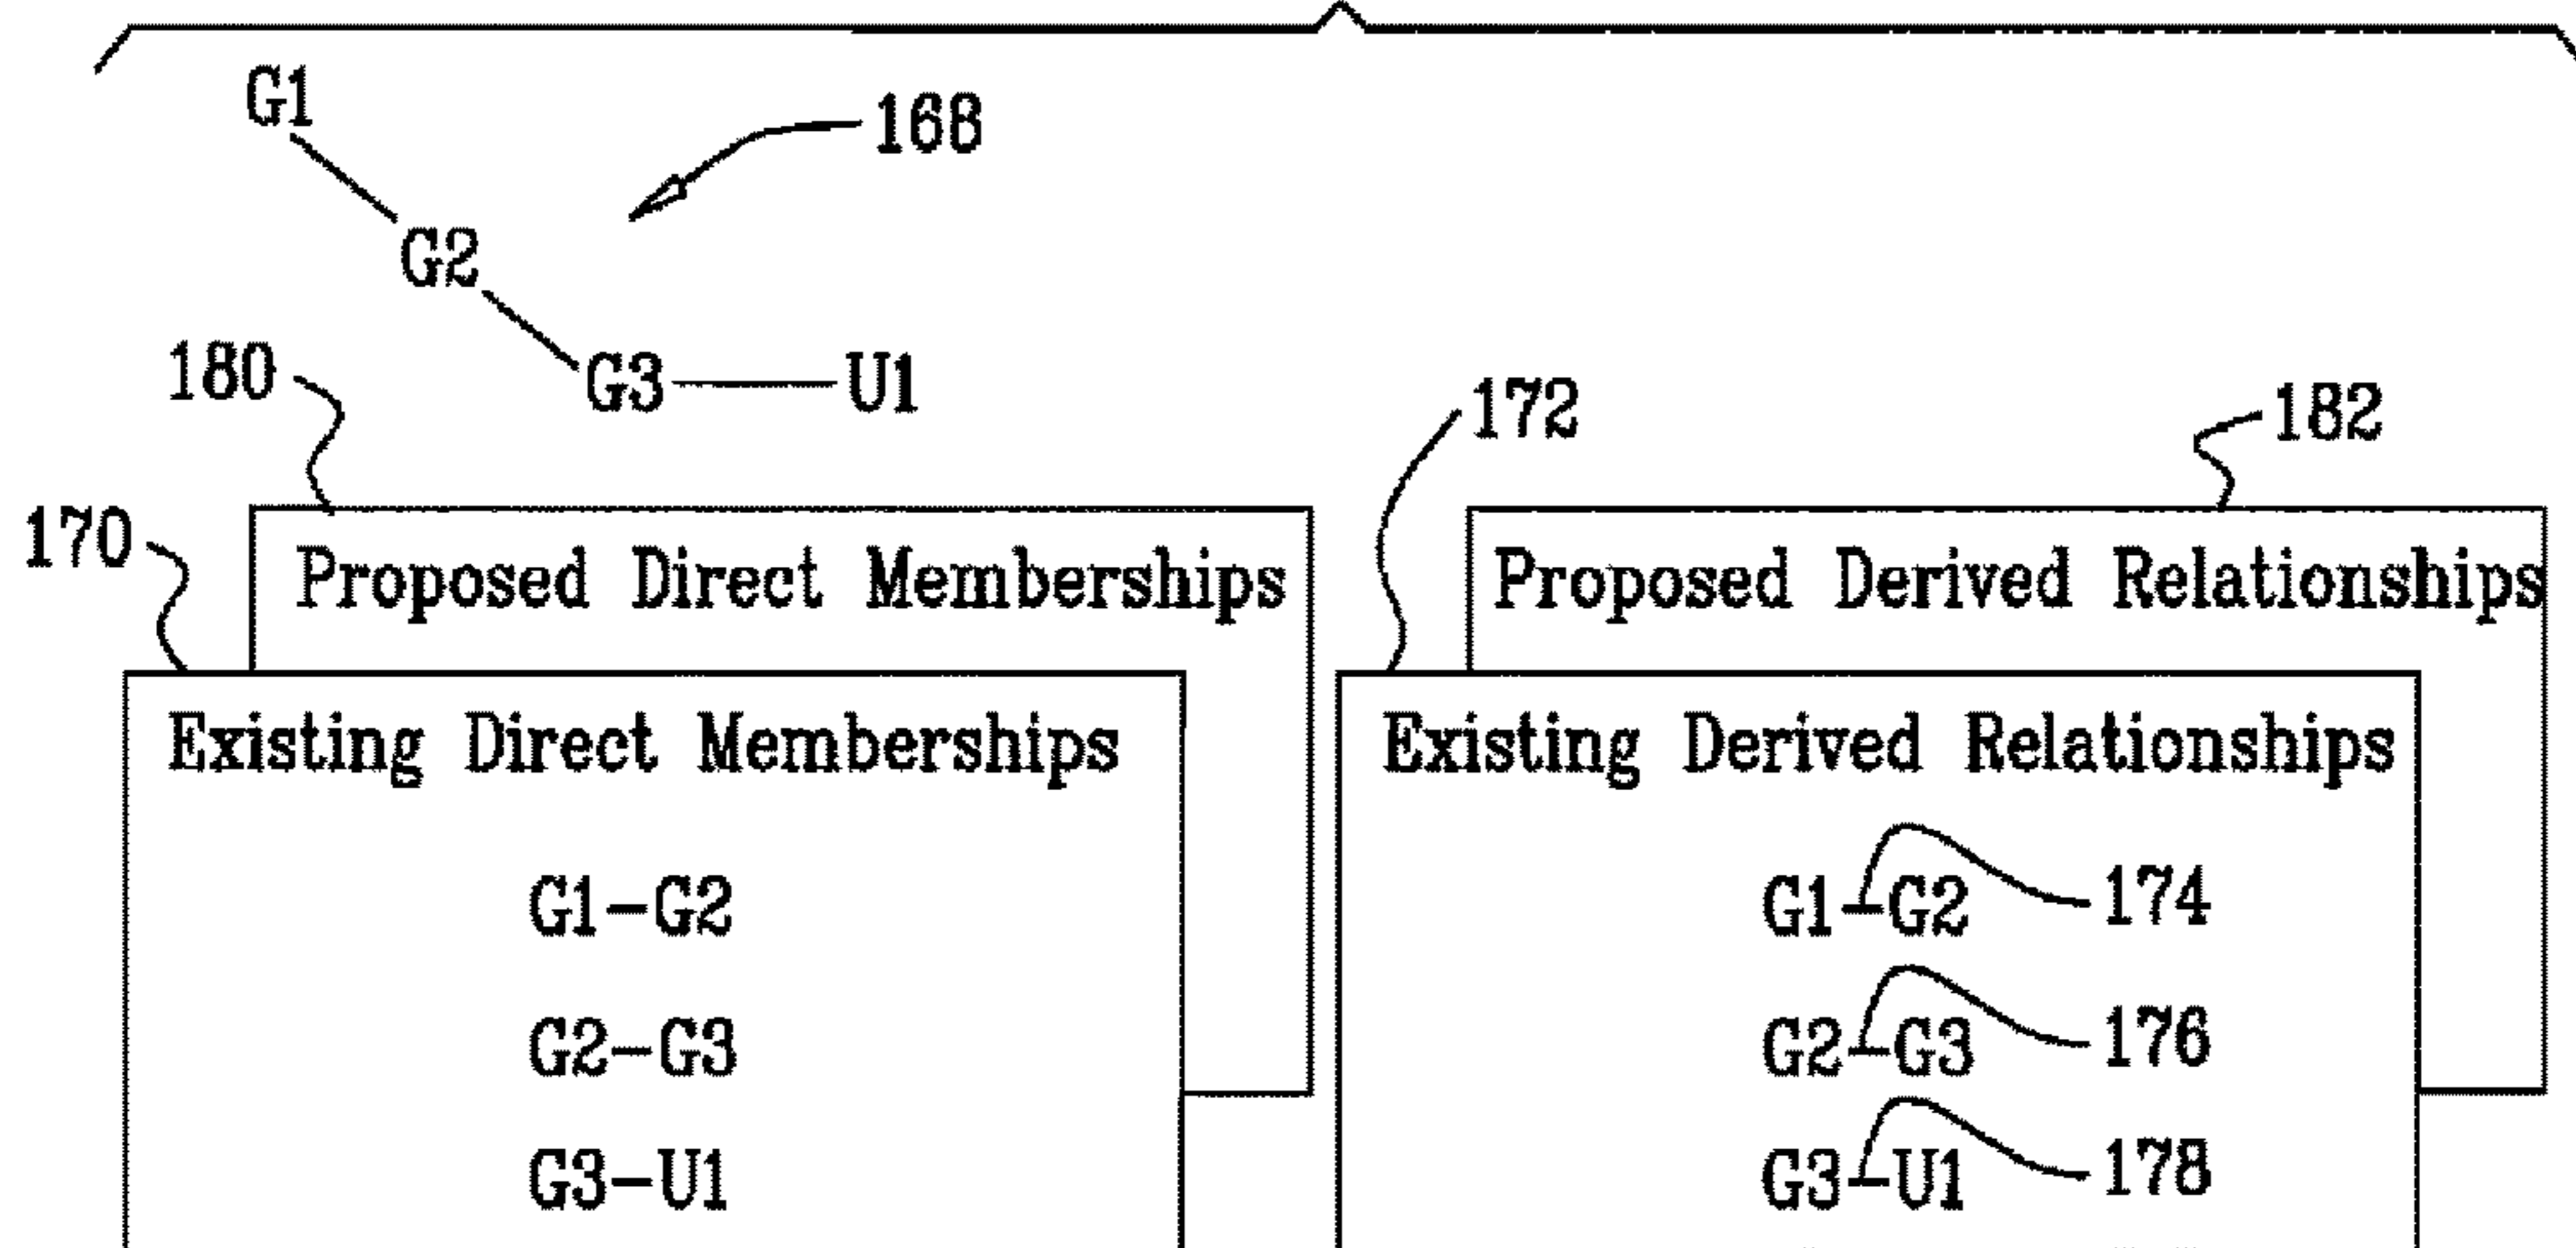 G1
168
G2
180
G3
U1
172
182
170
Proposed Direct Memberships
Proposed Derived Relationships
Existing Direct Memberships
Existing Derived Relationships
G1-G2
G1-G2
174
G2-G3
G2-G3
176
G3-U1
G3-U1
178